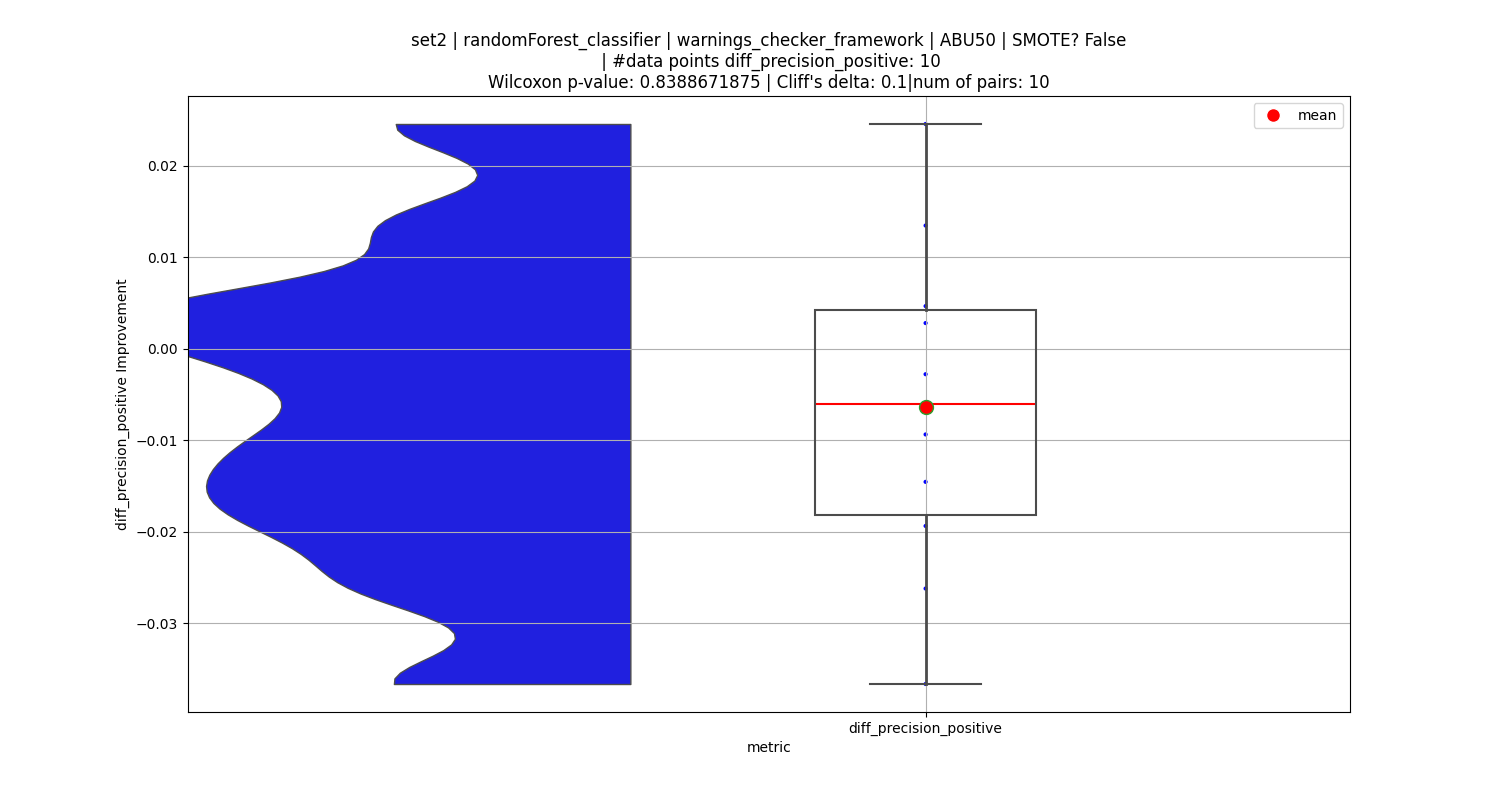 set2 | randomForest_classifier | warnings_checker_framework | ABU50 | SMOTE? False
| #data points diff_precision_positive: 10
Wilcoxon p-value: 0.8388671875 | Cliff's delta: 0.1|num of pairs: 10
mean
0.02
0.01
0.00
−0.01
−0.02
−0.03
diff_precision_positive Improvement
diff_precision_positive
metric